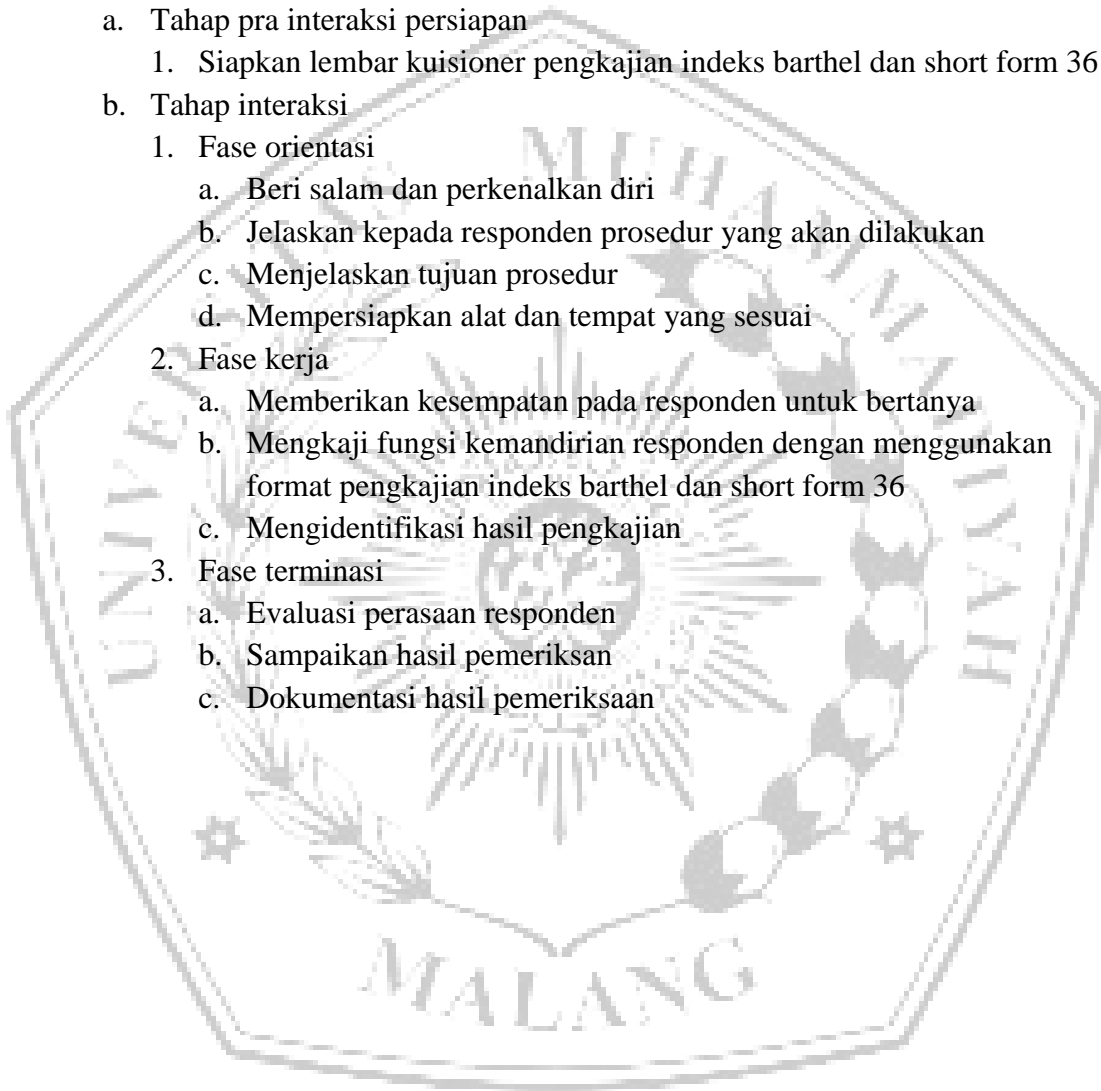 a. Tahap pra interaksi persiapan
1. Siapkan lembar kuisioner pengkajian indeks barthel dan short form 36
b. Tahap interaksi
1. Fase orientasi
a. Beri salam dan perkenalkan diri
b. Jelaskan kepada responden prosedur yang akan dilakukan
c. Menjelaskan tujuan prosedur
d. Mempersiapkan alat dan tempat yang sesuai
2. Fase kerja
a. Memberikan kesempatan pada responden untuk bertanya
b. Mengkaji fungsi kemandirian responden dengan menggunakan
format pengkajian indeks barthel dan short form 36
c. Mengidentifikasi hasil pengkajian
3. Fase terminasi
a. Evaluasi perasaan responden
b. Sampaikan hasil pemeriksan
c. Dokumentasi hasil pemeriksaan
UNIVERSITAS MUHAMMADIYAH
MALANG